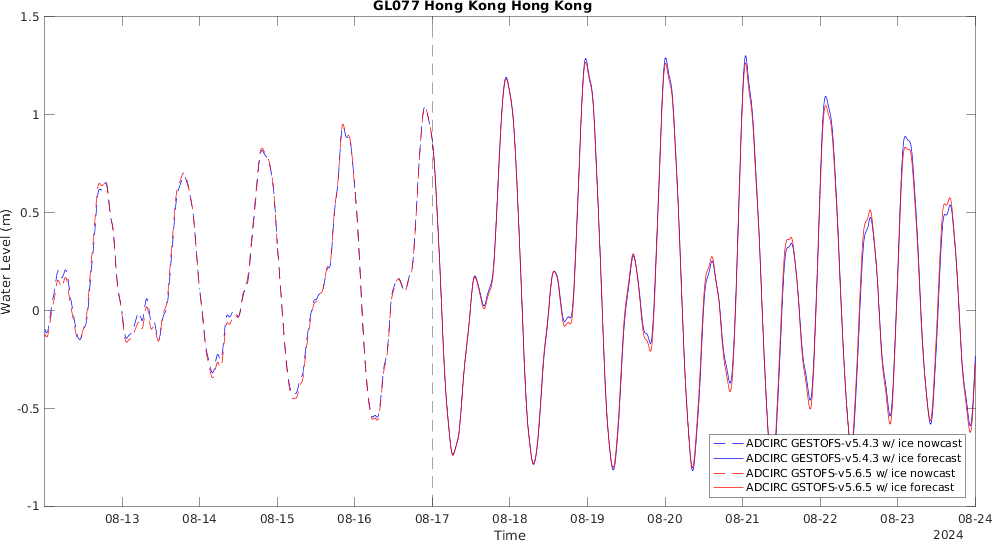 GL077 Hong Kong Hong Kong
1.5
1
0.5
0
-0.5
-1
Water Level (m)
ADCIRC GESTOFS-v5.4.3 w/ ice nowcast
ADCIRC GESTOFS-v5.4.3 w/ ice forecast
ADCIRC GSTOFS-v5.6.5 w/ ice nowcast
ADCIRC GSTOFS-v5.6.5 w/ ice forecast
08-13 08-14 08-15 08-16 08-17 08-18 08-19 08-20 08-21 08-22 08-23 08-24
Time
2024